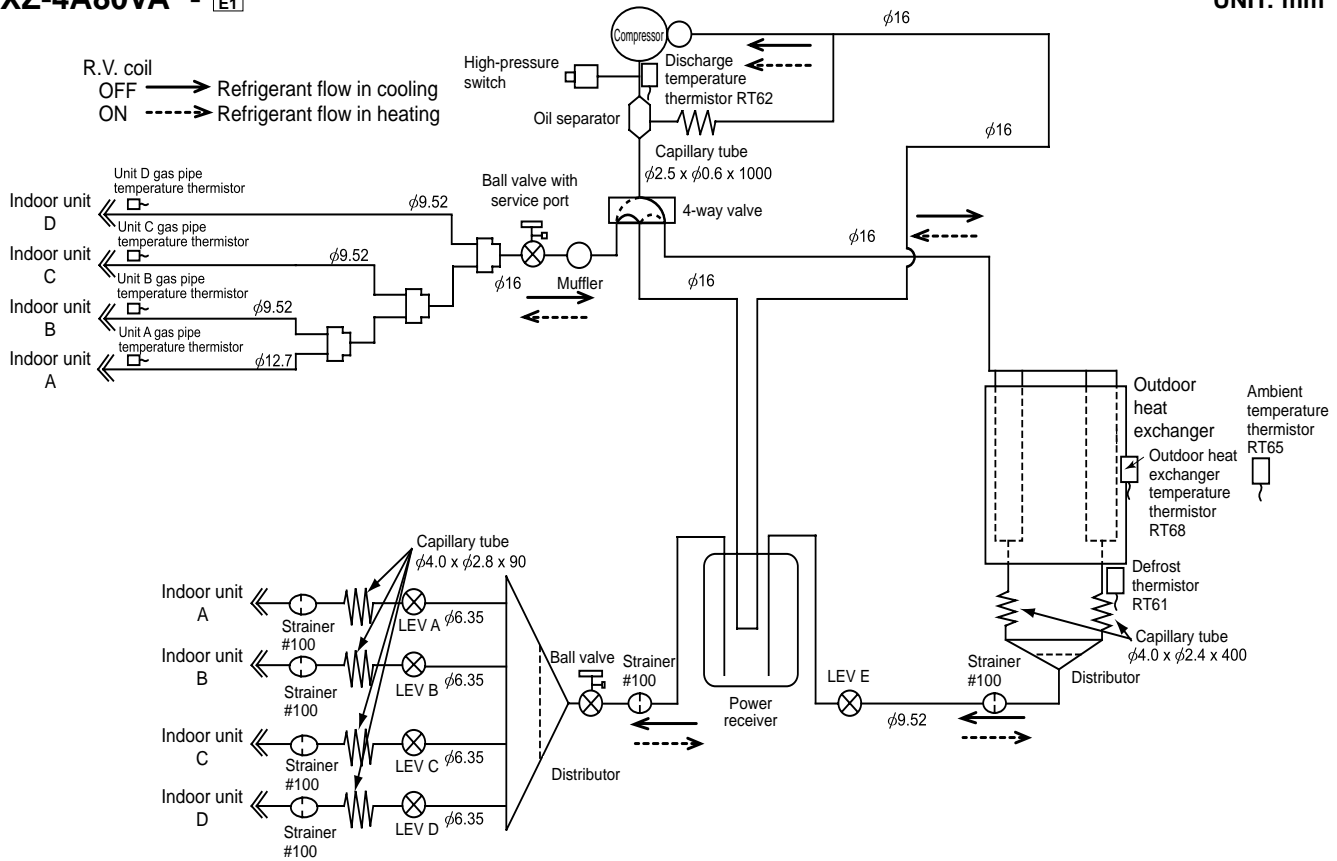 XZ-4A80VA - E1
UNIT: mm
R.V. coil
OFF Refrigerant flow in cooling
ON Refrigerant flow in heating
High-pressure
switch
Compressor
Discharge
temperature
thermistor RT62
Oil separator
Capillary tube
ϕ2.5 x ϕ0.6 x 1000
ϕ16
ϕ16
Ball valve with
service port
4-way valve
Unit D gas pipe
temperature thermistor
Indoor unit
D
ϕ9.52
Unit C gas pipe
temperature thermistor
Indoor unit
C
ϕ9.52
Unit B gas pipe
temperature thermistor
Indoor unit
B
ϕ9.52
Unit A gas pipe
temperature thermistor
Indoor unit
A
ϕ12.7
ϕ16
Muffler
ϕ16
ϕ16
Outdoor
heat
exchanger
Ambient
temperature
thermistor
RT65
Outdoor heat
exchanger
temperature
thermistor
RT68
Defrost
thermistor
RT61
Capillary tube
ϕ4.0 x ϕ2.4 x 400
Distributor
Capillary tube
ϕ4.0 x ϕ2.8 x 90
Indoor unit
A
Strainer
#100
LEV A
ϕ6.35
Indoor unit
B
Strainer
#100
LEV B
ϕ6.35
Indoor unit
C
Strainer
#100
LEV C
ϕ6.35
Indoor unit
D
Strainer
#100
LEV D
ϕ6.35
Distributor
Ball valve
Strainer
#100
Power
receiver
LEV E
ϕ9.52
Strainer
#100